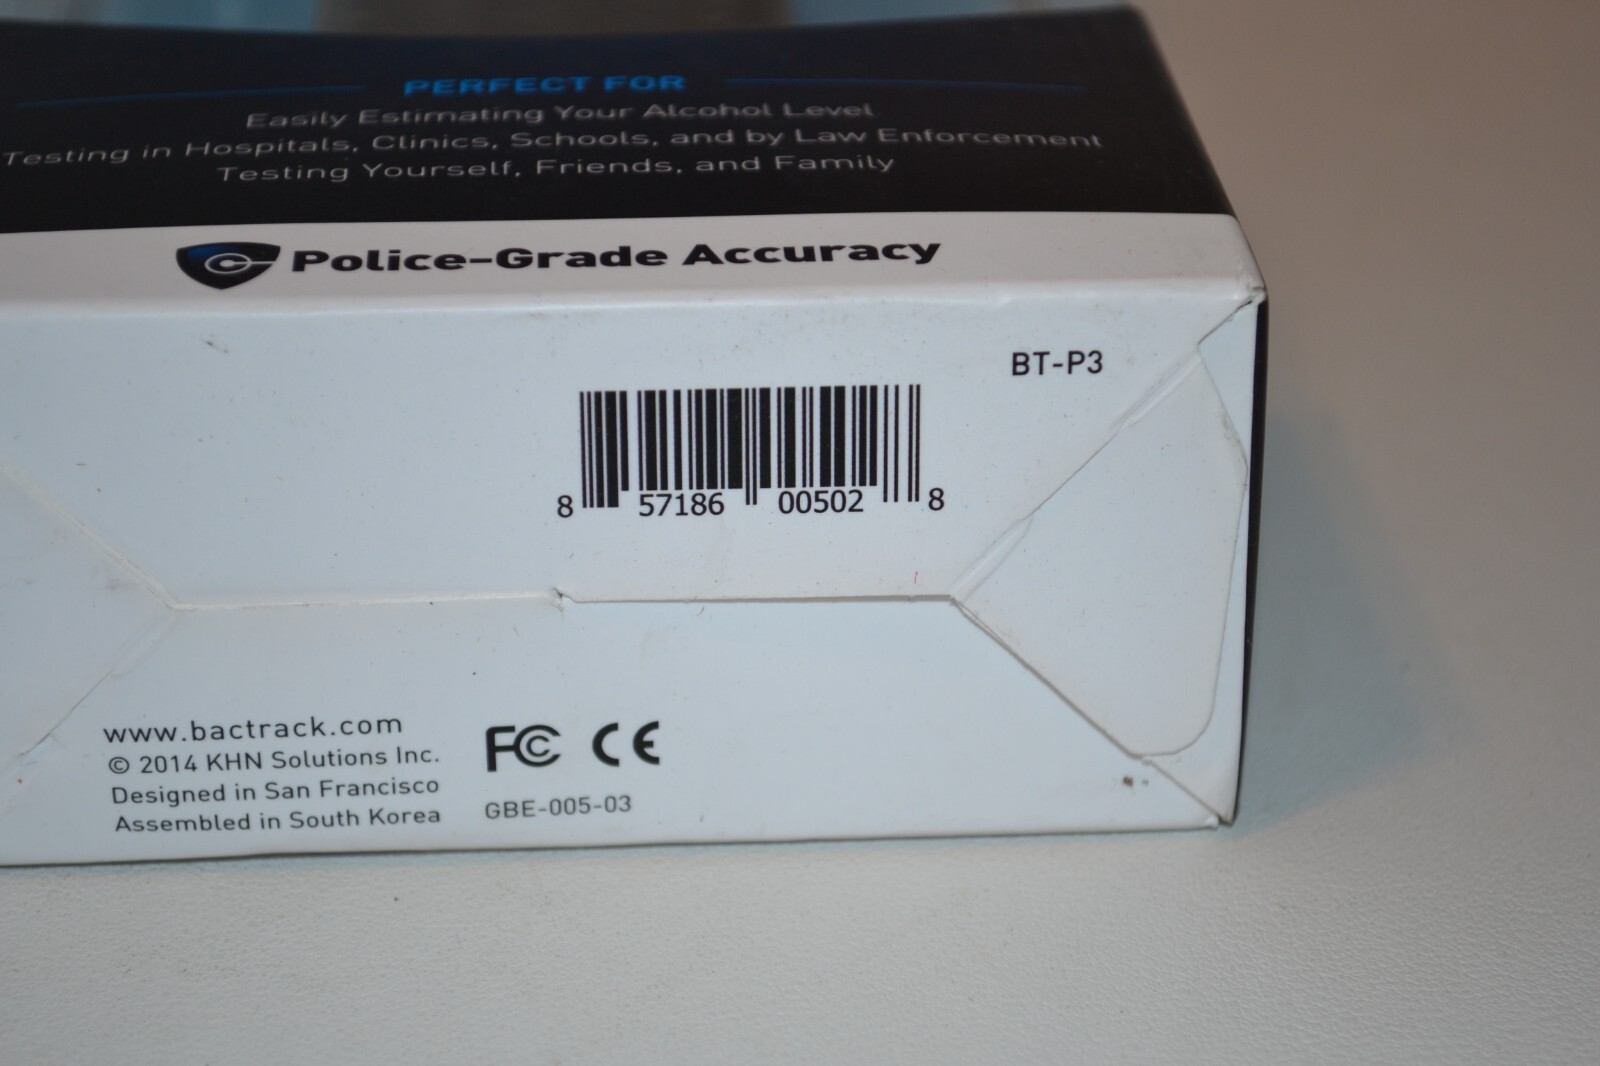 PERFECT FOR
Easily Estimating Your Alcohol Level
Testing in Hospitals, Clinics, Schools, and by Law Enforcement
Testing Yourself, Friends, and Family
Police-Grade Accuracy
BT-P3
8 57186 00502 8
www.bactrack.com
© 2014 KHN Solutions Inc.
Designed in San Francisco
Assembled in South Korea
FC CE
GBE-005-03